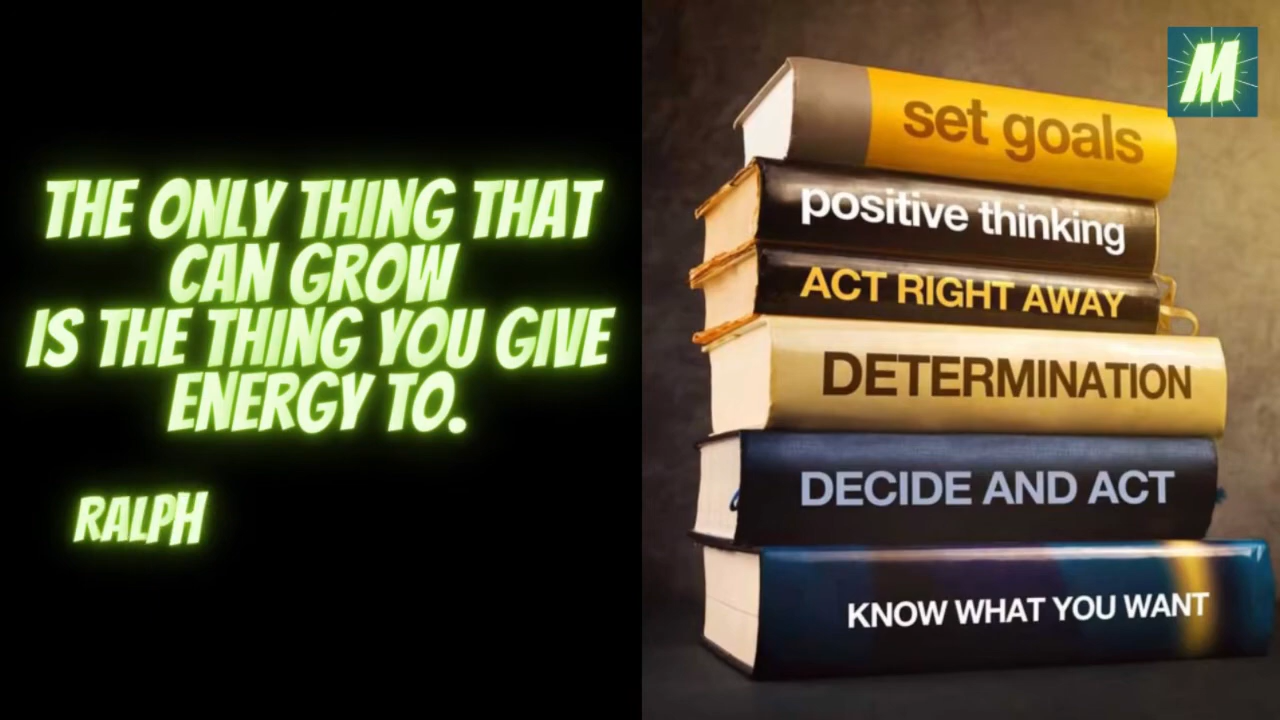 THE ONLY THING THAT
CAN GROW
IS THE THING YOU GIVE
ENERGY TO.
RALPH
M
set goals
positive thinking
ACT RIGHT AWAY
DETERMINATION
DECIDE AND ACT
KNOW WHAT YOU WANT